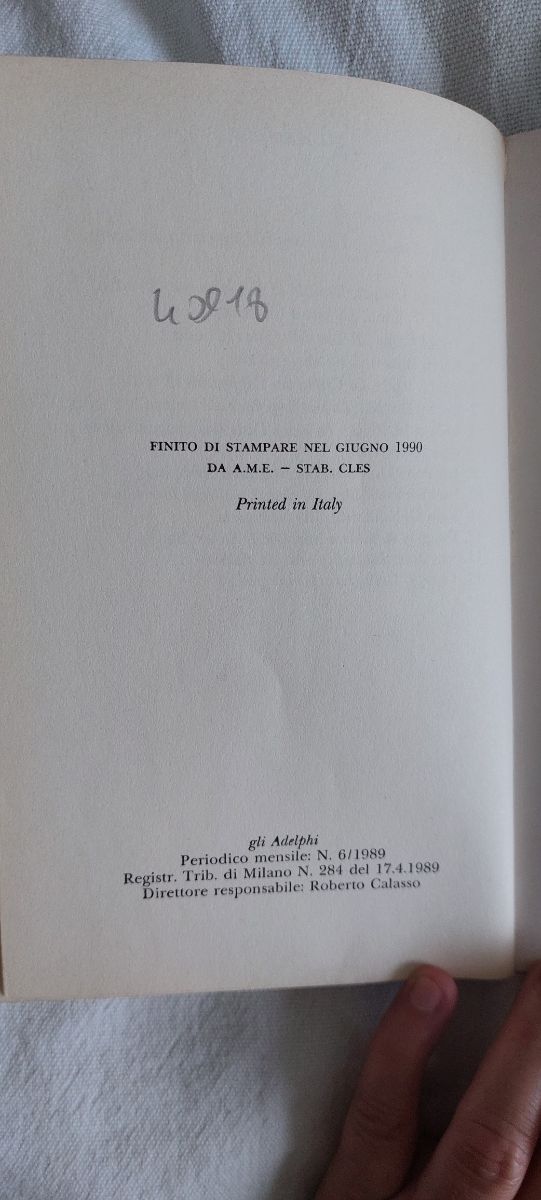 FINITO DI STAMPARE NEL GIUGNO 1990
DA A.M.E. – STAB. CLES
Printed in Italy
gli Adelphi
Periodico mensile: N. 6/1989
Registr. Trib. di Milano N. 284 del 17.4.1989
Direttore responsabile: Roberto Calasso